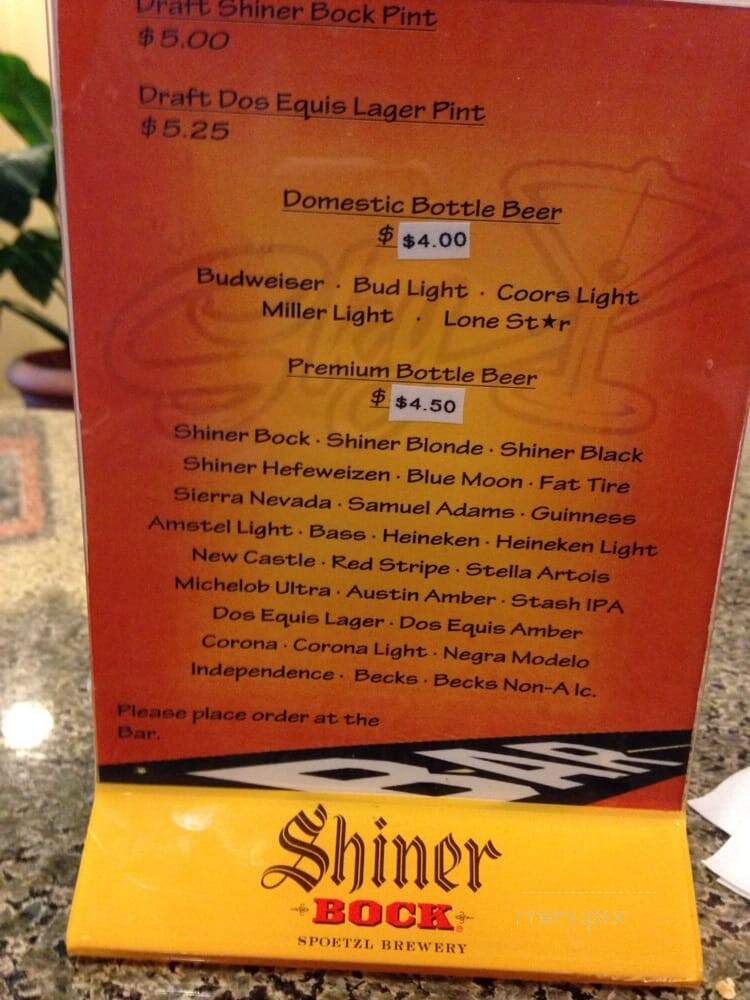 Draft Shiner Bock Pint
$5.00
Draft Dos Equis Lager Pint
$5.25
Domestic Bottle Beer
$ $4.00
Budweiser · Bud Light · Coors Light
Miller Light · Lone St★r
Premium Bottle Beer
$ $4.50
Shiner Bock · Shiner Blonde · Shiner Black
Shiner Hefeweizen · Blue Moon · Fat Tire
Sierra Nevada · Samuel Adams · Guinness
Amstel Light · Bass · Heineken · Heineken Light
New Castle · Red Stripe · Stella Artois
Michelob Ultra · Austin Amber · Stash IPA
Dos Equis Lager · Dos Equis Amber
Corona · Corona Light · Negra Modelo
Independence · Becks · Becks Non-A lc.
Please place order at the
Bar.
BAR
Shiner
BOCK®
SPOETZL BREWERY
menupix